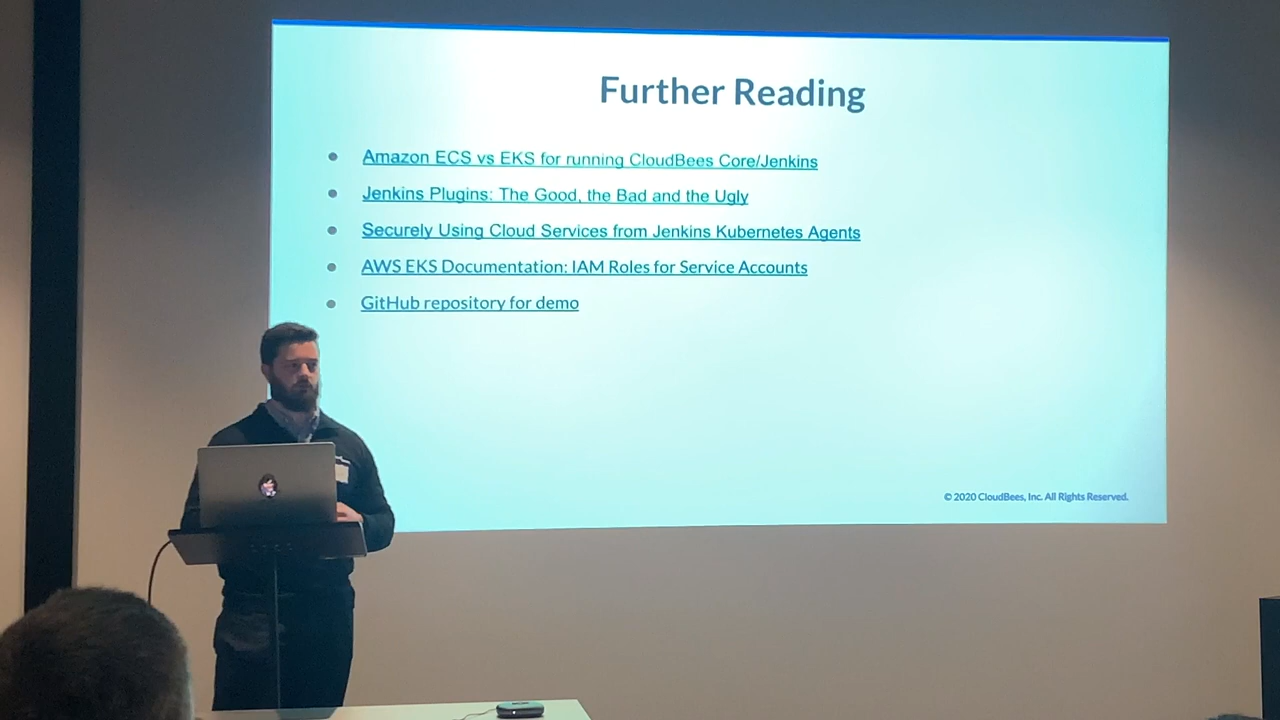 Further Reading
Amazon ECS vs EKS for running CloudBees Core/Jenkins
Jenkins Plugins: The Good, the Bad and the Ugly
Securely Using Cloud Services from Jenkins Kubernetes Agents
AWS EKS Documentation: IAM Roles for Service Accounts
GitHub repository for demo
© 2020 CloudBees, Inc. All Rights Reserved.